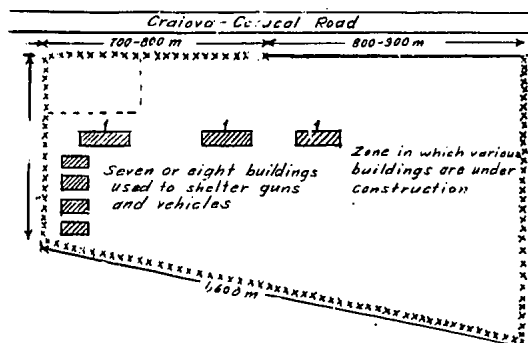 Craiova - Caracal Road
700-800 m
800-900 m
1
1
1
Seven or eight buildings
used to shelter guns
and vehicles
Zone in which various
buildings are under
construction
1,600 m